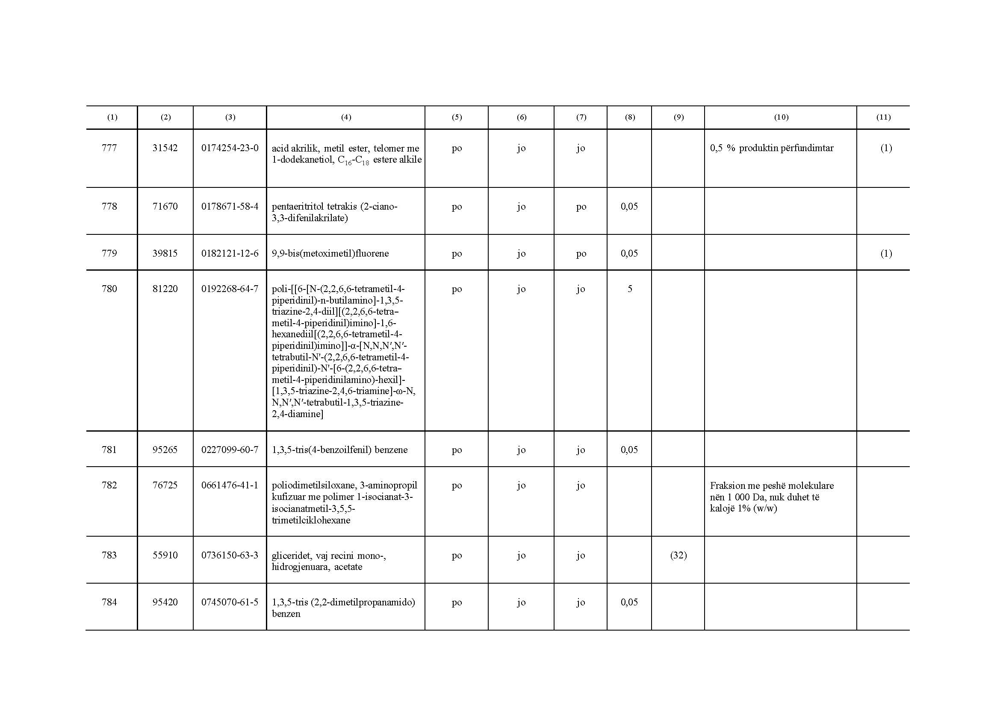 (1) (2) (3) (4) (5) (6) (7) (8) (9) (10) (11)
777 31542 0174254-23-0 acid akrilik, metil ester, telomer me po jo jo 0,5 % produktin përfundimtar (1)
1-dodekanetiol, C16-C18 estere alkile
778 71670 0178671-58-4 pentaeritritol tetrakis (2-ciano- po jo po 0,05
3,3-difenilakrilate)
779 39815 0182121-12-6 9,9-bis(metoximetil)fluorene po jo po 0,05 (1)
780 81220 0192268-64-7 poli-[[6-[N-(2,2,6,6-tetrametil-4- po jo jo 5
piperidinil)-n-butilamino]-1,3,5-
triazine-2,4-diil][(2,2,6,6-tetra–
metil-4-piperidinil)imino]-1,6-
hexanediil[(2,2,6,6-tetrametil-4-
piperidinil)imino]]-α-[N,N,N′,N′-
tetrabutil-N'-(2,2,6,6-tetrametil-4-
piperidinil)-N'-[6-(2,2,6,6-tetra–
metil-4-piperidinilamino)-hexil]-
[1,3,5-triazine-2,4,6-triamine]-ω-N,
N,N′,N′-tetrabutil-1,3,5-triazine-
2,4-diamine]
781 95265 0227099-60-7 1,3,5-tris(4-benzoilfenil) benzene po jo jo 0,05
782 76725 0661476-41-1 poliodimetilsiloxane, 3-aminopropil po jo jo Fraksion me peshë molekulare
kufizuar me polimer 1-isocianat-3- nën 1 000 Da, nuk duhet të
isocianatmetil-3,5,5- kalojë 1% (w/w)
trimetilciklohexane
783 55910 0736150-63-3 gliceridet, vaj recini mono-, po jo jo (32)
hidrogjenuara, acetate
784 95420 0745070-61-5 1,3,5-tris (2,2-dimetilpropanamido) po jo jo 0,05
benzen